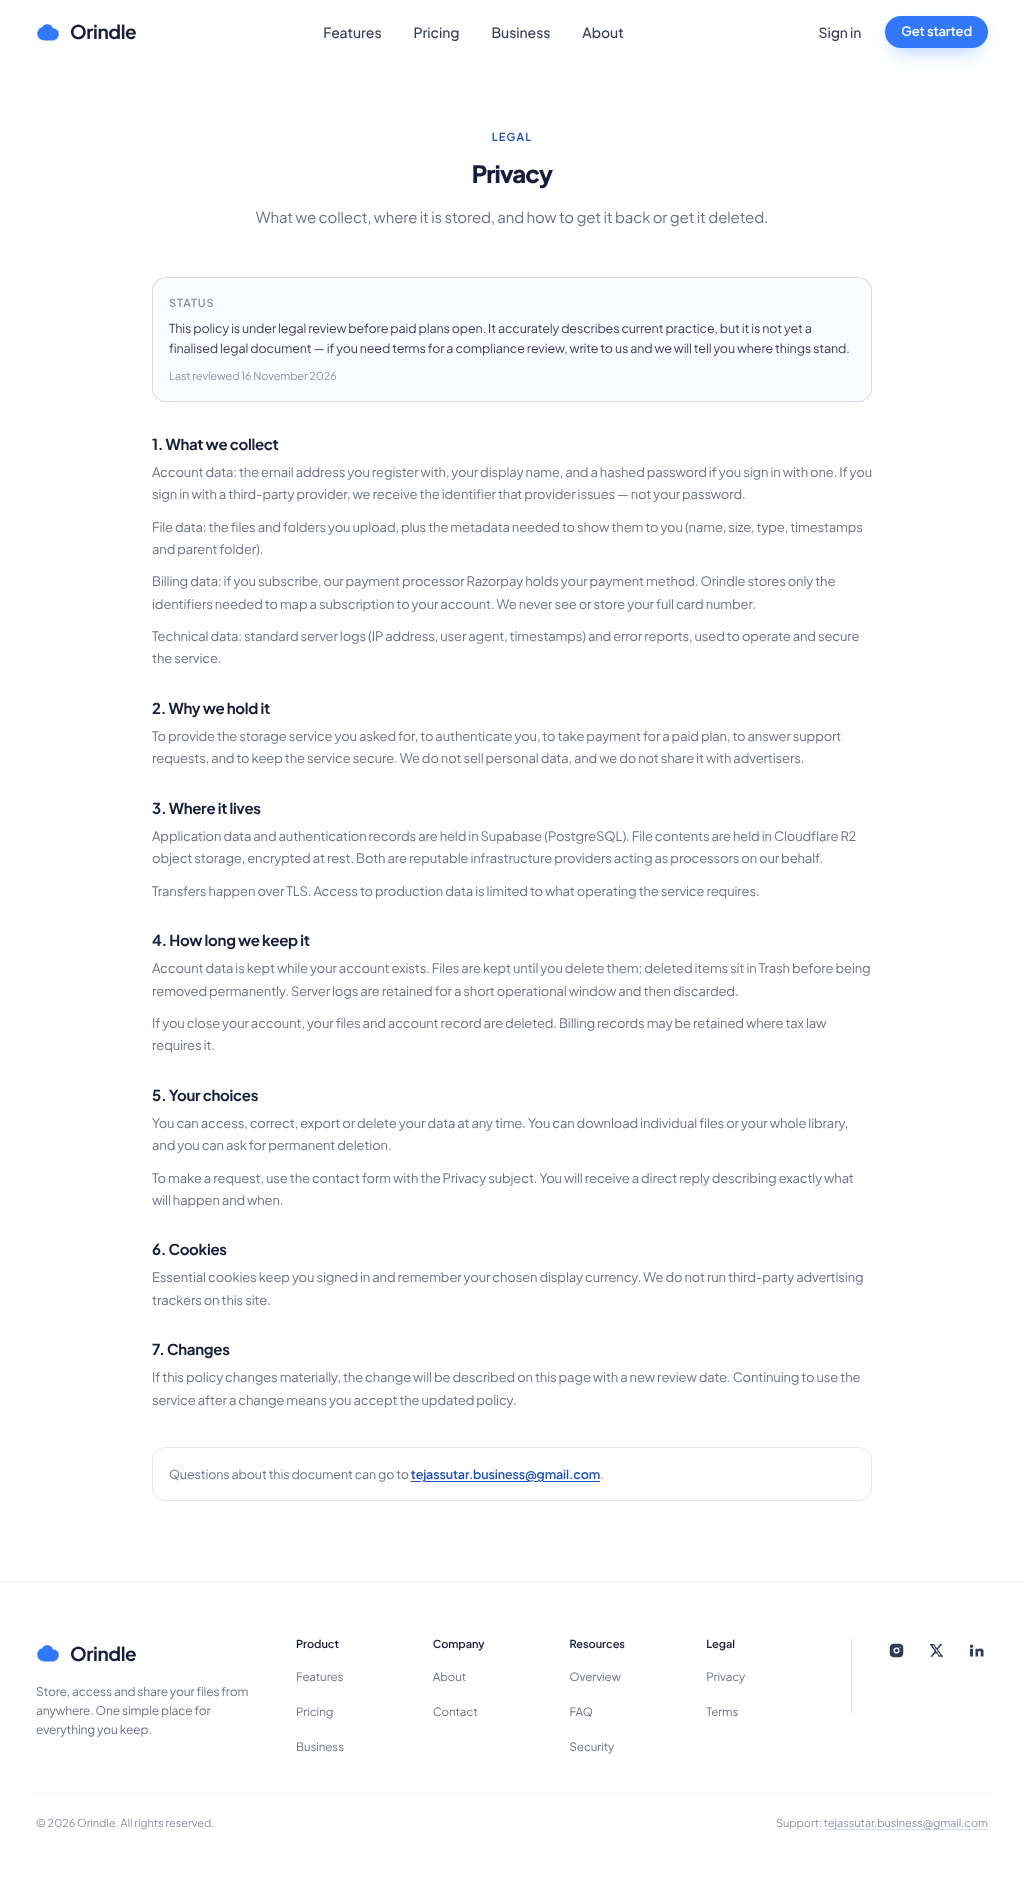 Orindle
Features Pricing Business About
Sign in Get started
LEGAL
Privacy
What we collect, where it is stored, and how to get it back or get it deleted.
STATUS
This policy is under legal review before paid plans open. It accurately describes current practice, but it is not yet a
finalised legal document — if you need terms for a compliance review, write to us and we will tell you where things stand.
Last reviewed 16 November 2026
1. What we collect
Account data: the email address you register with, your display name, and a hashed password if you sign in with one. If you
sign in with a third-party provider, we receive the identifier that provider issues — not your password.
File data: the files and folders you upload, plus the metadata needed to show them to you (name, size, type, timestamps
and parent folder).
Billing data: if you subscribe, our payment processor Razorpay holds your payment method. Orindle stores only the
identifiers needed to map a subscription to your account. We never see or store your full card number.
Technical data: standard server logs (IP address, user agent, timestamps) and error reports, used to operate and secure
the service.
2. Why we hold it
To provide the storage service you asked for, to authenticate you, to take payment for a paid plan, to answer support
requests, and to keep the service secure. We do not sell personal data, and we do not share it with advertisers.
3. Where it lives
Application data and authentication records are held in Supabase (PostgreSQL). File contents are held in Cloudflare R2
object storage, encrypted at rest. Both are reputable infrastructure providers acting as processors on our behalf.
Transfers happen over TLS. Access to production data is limited to what operating the service requires.
4. How long we keep it
Account data is kept while your account exists. Files are kept until you delete them; deleted items sit in Trash before being
removed permanently. Server logs are retained for a short operational window and then discarded.
If you close your account, your files and account record are deleted. Billing records may be retained where tax law
requires it.
5. Your choices
You can access, correct, export or delete your data at any time. You can download individual files or your whole library,
and you can ask for permanent deletion.
To make a request, use the contact form with the Privacy subject. You will receive a direct reply describing exactly what
will happen and when.
6. Cookies
Essential cookies keep you signed in and remember your chosen display currency. We do not run third-party advertising
trackers on this site.
7. Changes
If this policy changes materially, the change will be described on this page with a new review date. Continuing to use the
service after a change means you accept the updated policy.
Questions about this document can go to tejassutar.business@gmail.com.
Orindle
Store, access and share your files from
anywhere. One simple place for
everything you keep.
Product
Features
Pricing
Business
Company
About
Contact
Resources
Overview
FAQ
Security
Legal
Privacy
Terms
© 2026 Orindle. All rights reserved.
Support: tejassutar.business@gmail.com